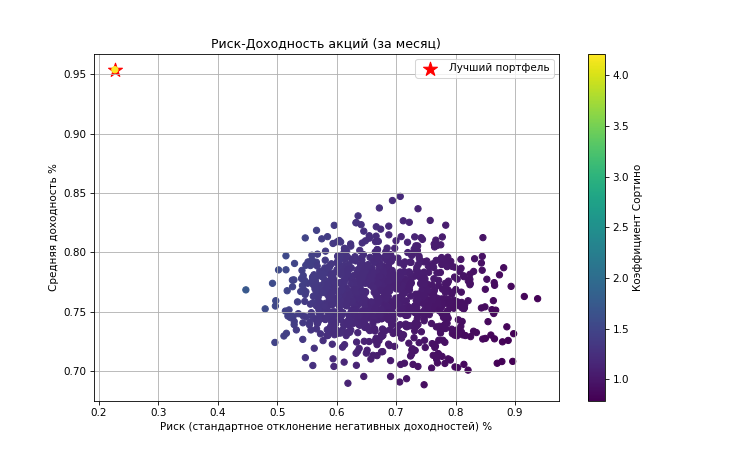 Риск-Доходность акций (за месяц)
Лучший портфель
Средняя доходность %
0.95
0.90
0.85
0.80
0.75
0.70
0.2 0.3 0.4 0.5 0.6 0.7 0.8 0.9
Риск (стандартное отклонение негативных доходностей) %
4.0
3.5
3.0
2.5
2.0
1.5
1.0
Коэффициент Сортино